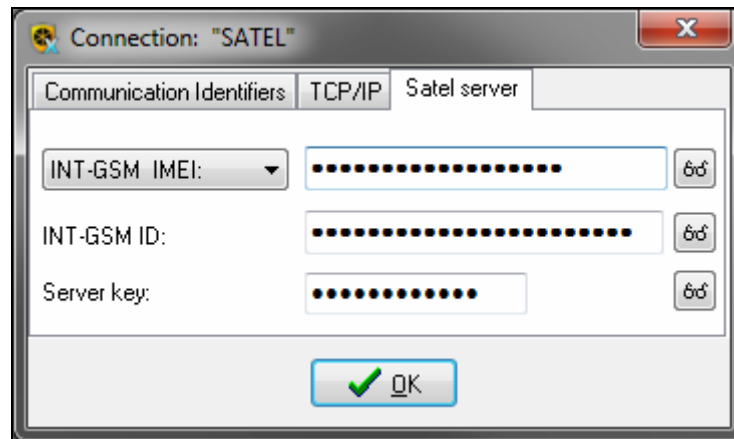 Connection: "SATEL"
Communication Identifiers TCP/IP Satel server
INT-GSM IMEI: ••••••••••••••••••
INT-GSM ID: •••••••••••••••••••••••
Server key: ••••••••••••
OK